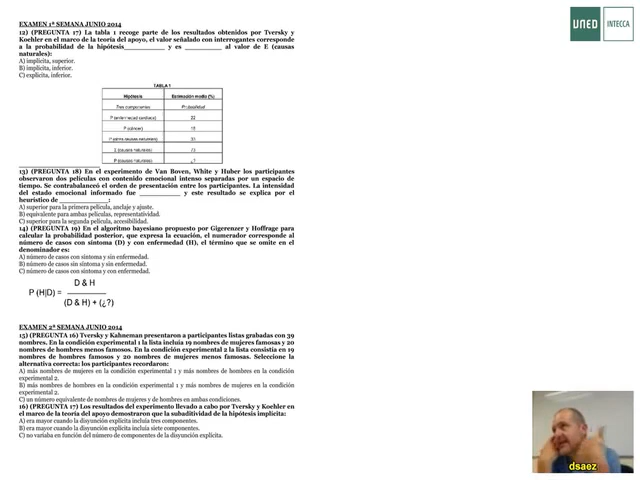 EXAMEN 1ª SEMANA JUNIO 2014
12) (PREGUNTA 17) La tabla 1 recoge parte de los resultados obtenidos por Tversky y
Koehler en el marco de la teoría del apoyo, el valor señalado con interrogantes corresponde
a la probabilidad de la hipótesis__________ y es _________ al valor de E (causas
naturales):
A) implícita, superior.
B) implícita, inferior.
C) explícita, inferior.
TABLA 1
Hipótesis Estimación media (%)
Tres componentes Probabilidad
P (enfermedad cardiaca) 22
P (cáncer) 18
P (otras causas naturales) 33
Σ (causas naturales) 73
P (causas naturales) ¿?
13) (PREGUNTA 18) En el experimento de Van Boven, White y Huber los participantes
observaron dos películas con contenido emocional intenso separadas por un espacio de
tiempo. Se contrabalanceó el orden de presentación entre los participantes. La intensidad
del estado emocional informado fue __________ y este resultado se explica por el
heurístico de ____________:
A) superior para la primera película, anclaje y ajuste.
B) equivalente para ambas películas, representatividad.
C) superior para la segunda película, accesibilidad.
14) (PREGUNTA 19) En el algoritmo bayesiano propuesto por Gigerenzer y Hoffrage para
calcular la probabilidad posterior, que expresa la ecuación, el numerador corresponde al
número de casos con síntoma (D) y con enfermedad (H), el término que se omite en el
denominador es:
A) número de casos con síntoma y sin enfermedad.
B) número de casos sin síntoma y sin enfermedad.
C) número de casos con síntoma y con enfermedad.
D & H
P (H|D) =
(D & H) + (¿?)
EXAMEN 2ª SEMANA JUNIO 2014
15) (PREGUNTA 16) Tversky y Kahneman presentaron a participantes listas grabadas con 39
nombres. En la condición experimental 1 la lista incluía 19 nombres de mujeres famosas y 20
nombres de hombres menos famosos. En la condición experimental 2 la lista consistía en 19
nombres de hombres famosos y 20 nombres de mujeres menos famosas. Seleccione la
alternativa correcta: los participantes recordaron:
A) más nombres de mujeres en la condición experimental 1 y más nombres de hombres en la condición
experimental 2.
B) más nombres de hombres en la condición experimental 1 y más nombres de mujeres en la condición
experimental 2.
C) un número equivalente de nombres de mujeres y de hombres en ambas condiciones.
16) (PREGUNTA 17) Los resultados del experimento llevado a cabo por Tversky y Koehler en
el marco de la teoría del apoyo demostraron que la subaditividad de la hipótesis implícita:
A) era mayor cuando la disyunción explícita incluía tres componentes.
B) era mayor cuando la disyunción explícita incluía siete componentes.
C) no variaba en función del número de componentes de la disyunción explícita.
UNED
INTECCA
dsaez